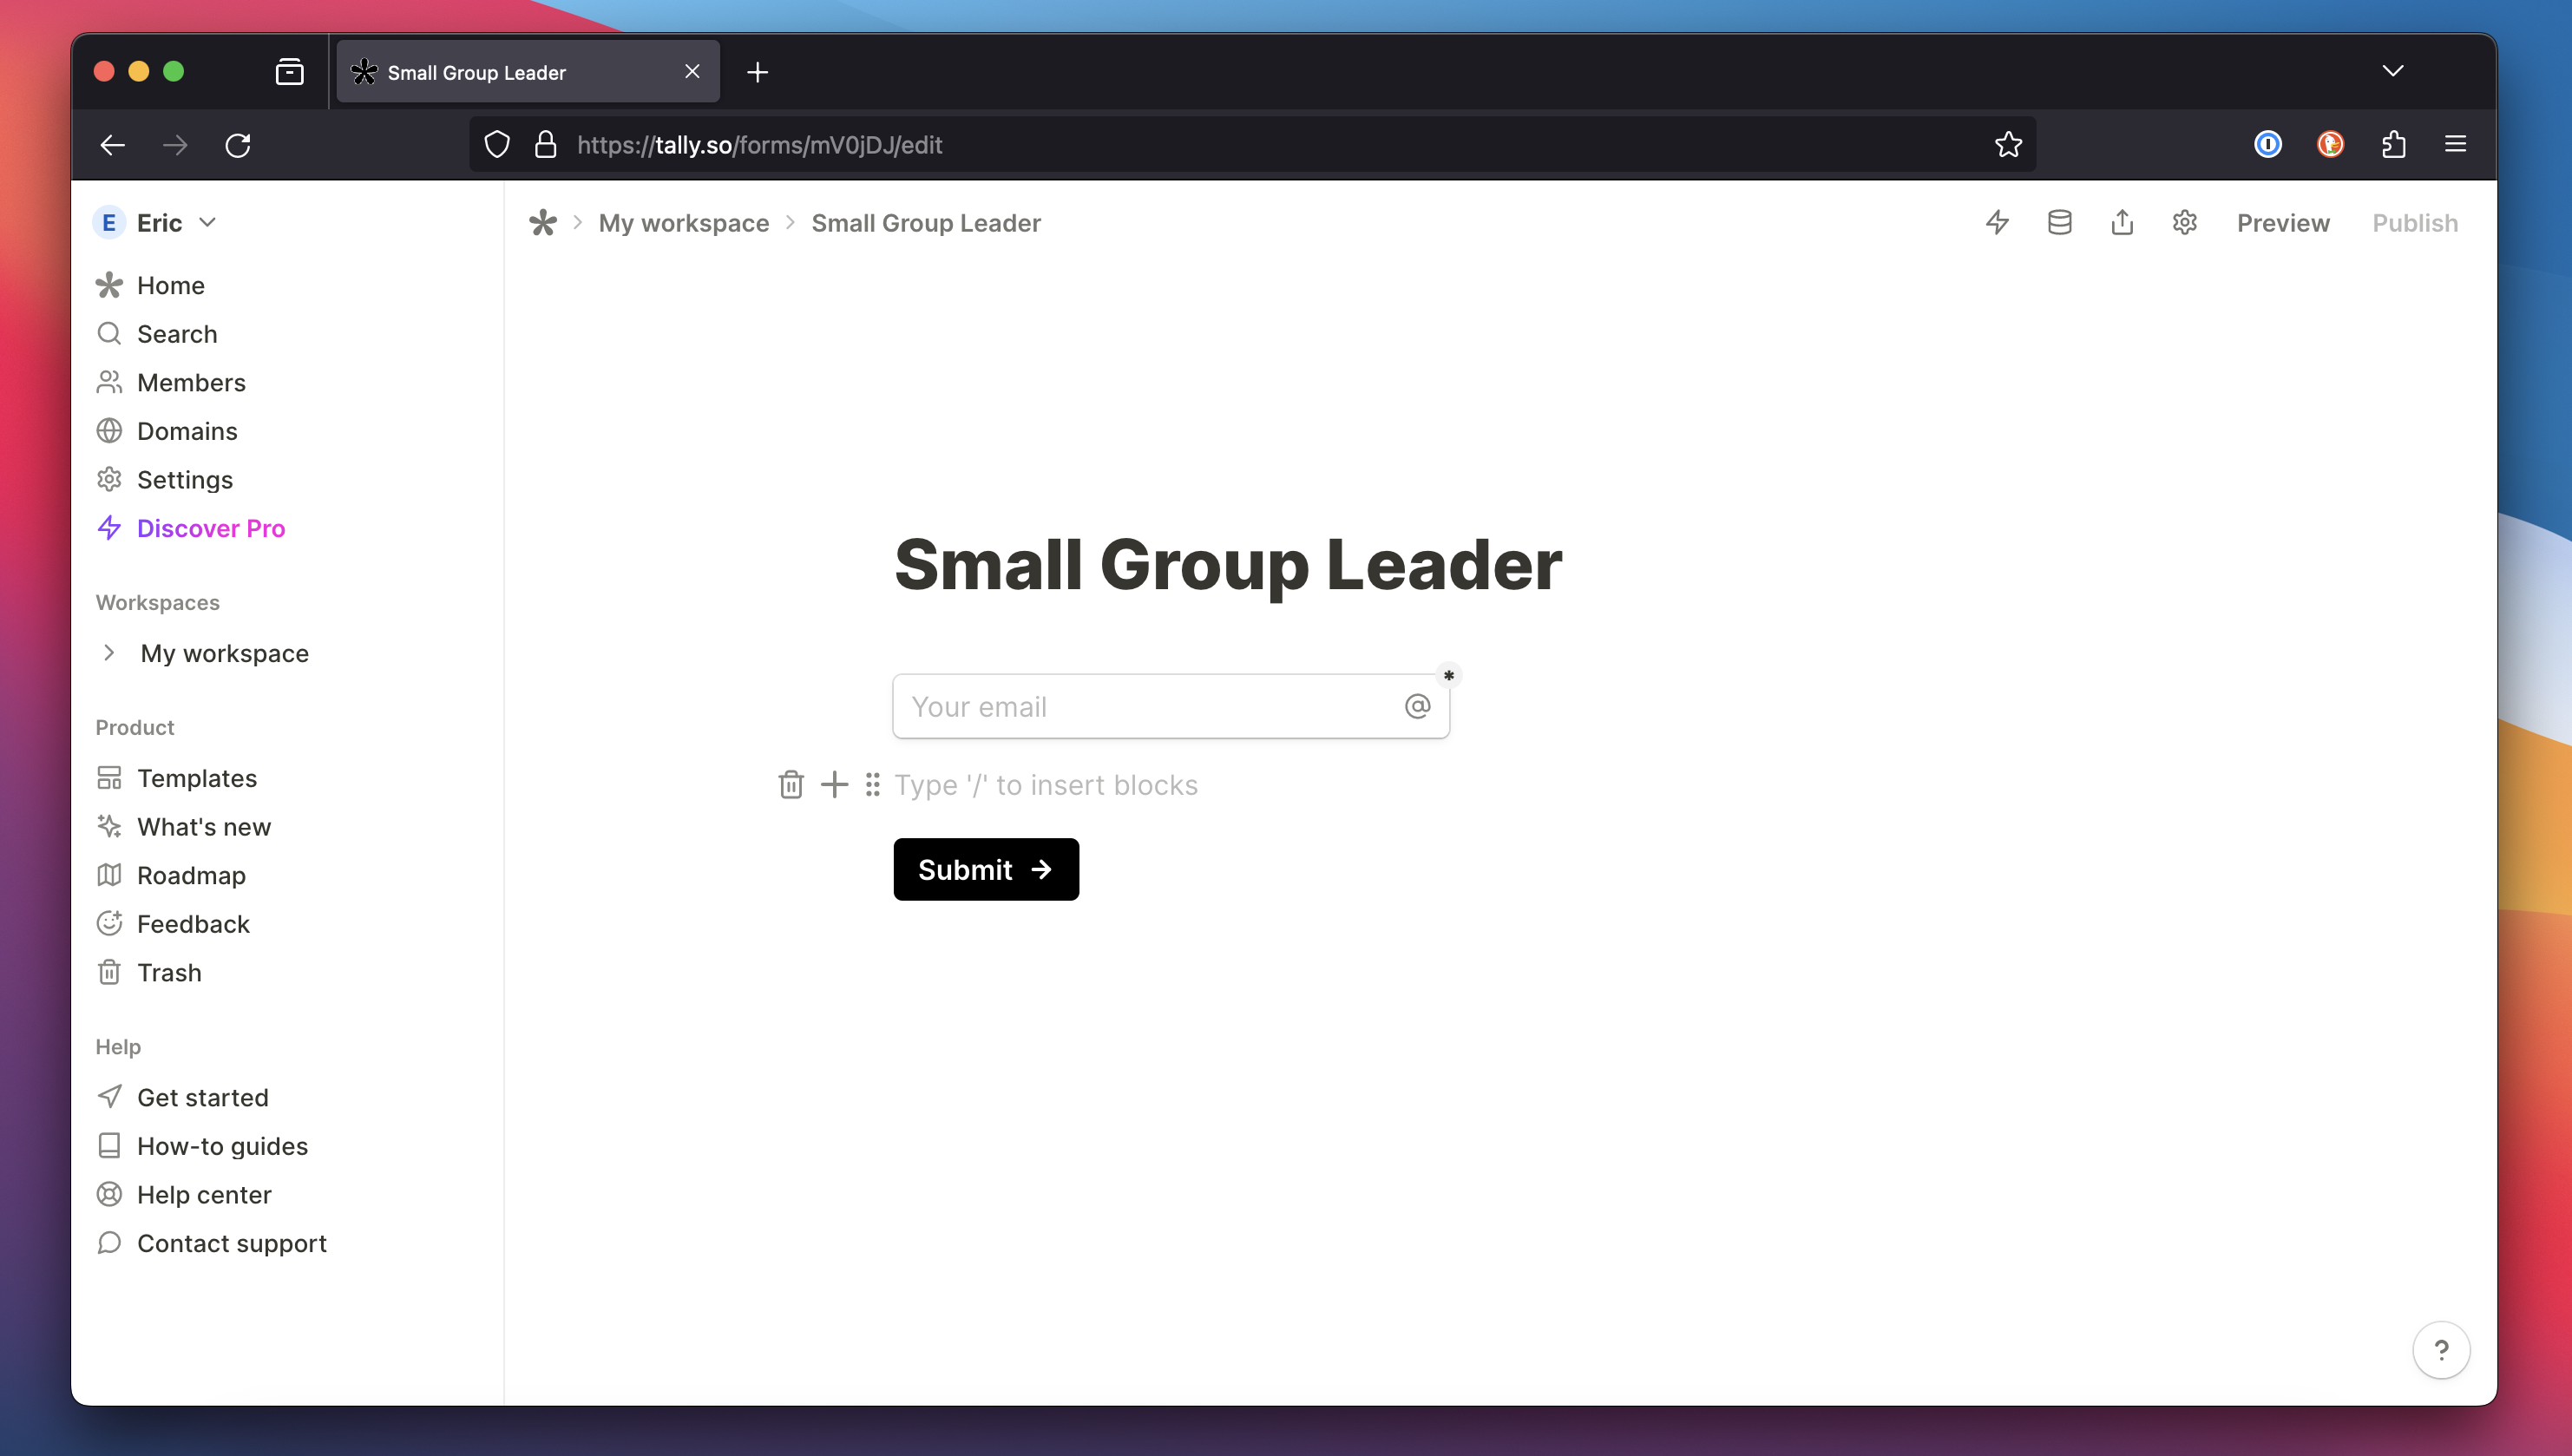 Small Group Leader
https://tally.so/forms/mV0jDJ/edit
E Eric
My workspace Small Group Leader
Preview Publish
Home
Search
Members
Domains
Settings
Discover Pro
Workspaces
My workspace
Product
Templates
What's new
Roadmap
Feedback
Trash
Help
Get started
How-to guides
Help center
Contact support
Small Group Leader
Your email @ *
Type '/' to insert blocks
Submit →
?